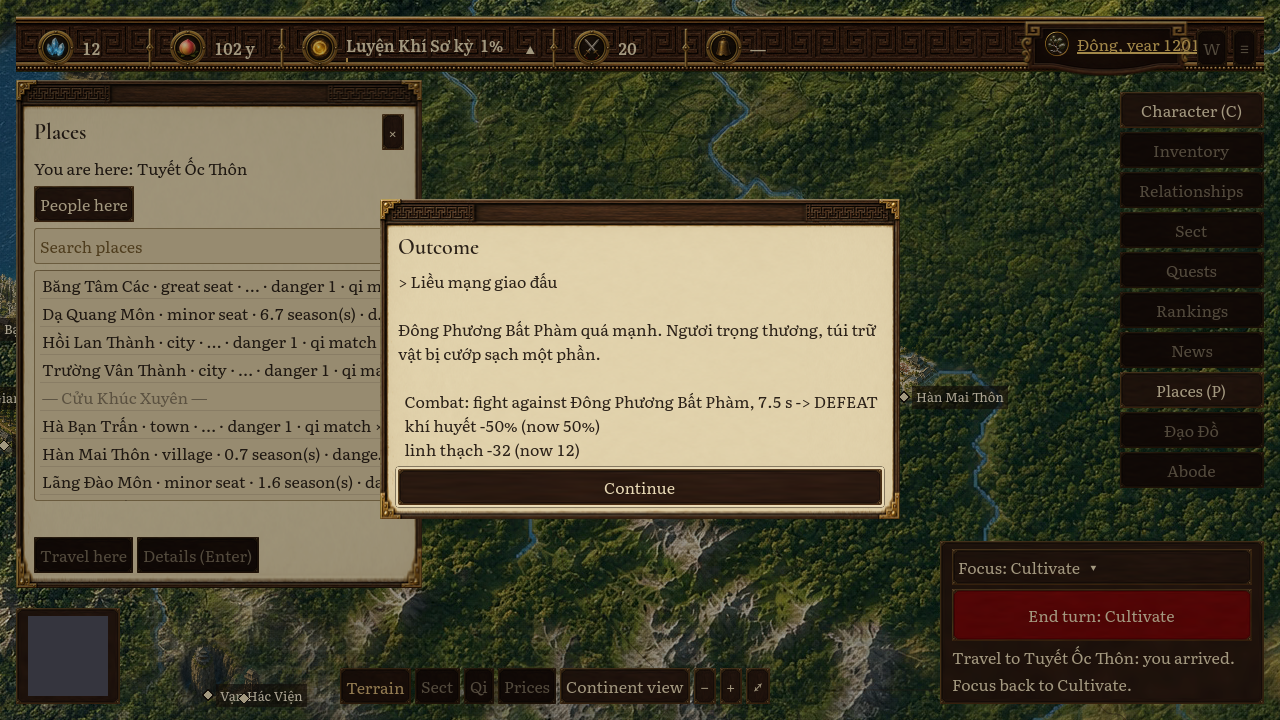 12
102 y
Luyện Khí Sơ kỳ 1%
▲
20
—
Đông, year 1201
W
≡
Places
×
You are here: Tuyết Ốc Thôn
People here
Search places
Băng Tâm Các · great seat · ... · danger 1 · qi m
Dạ Quang Môn · minor seat · 6.7 season(s) · d.
Hồi Lan Thành · city · ... · danger 1 · qi match
Trường Vân Thành · city · ... · danger 1 · qi ma
— Cửu Khúc Xuyên —
Hà Bạn Trấn · town · ... · danger 1 · qi match ›
Hàn Mai Thôn · village · 0.7 season(s) · dange.
Lãng Đào Môn · minor seat · 1.6 season(s) · da
Travel here
Details (Enter)
Outcome
> Liều mạng giao đấu
Đông Phương Bất Phàm quá mạnh. Ngươi trọng thương, túi trữ
vật bị cướp sạch một phần.
Combat: fight against Đông Phương Bất Phàm, 7.5 s -> DEFEAT
khí huyết -50% (now 50%)
linh thạch -32 (now 12)
Continue
Hàn Mai Thôn
Character (C)
Inventory
Relationships
Sect
Quests
Rankings
News
Places (P)
Đạo Đồ
Abode
Focus: Cultivate ▾
End turn: Cultivate
Travel to Tuyết Ốc Thôn: you arrived.
Focus back to Cultivate.
Hác Viện
Terrain
Sect
Qi
Prices
Continent view
−
+
⤢